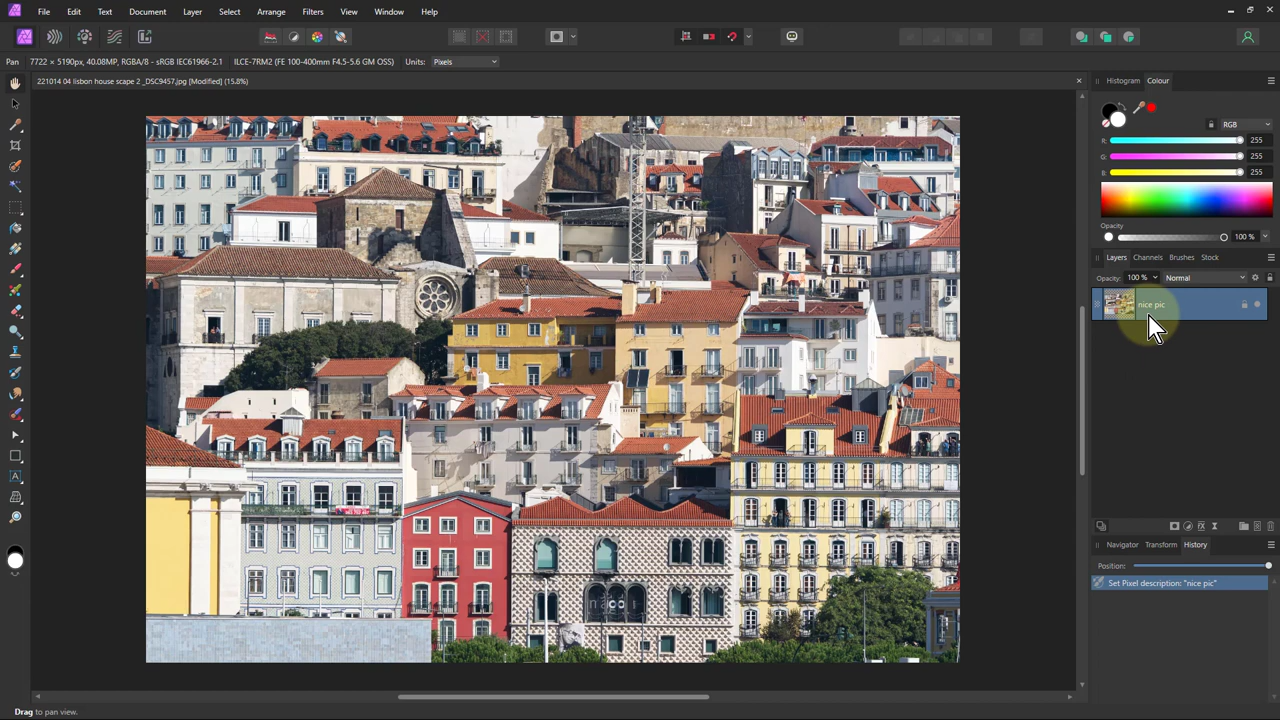 File Edit Text Document Layer Select Arrange Filters View Window Help
Pan 7722 × 5190px, 40.08MP, RGBA/8 - sRGB IEC61966-2.1 ILCE-7RM2 (FE 100-400mm F4.5-5.6 GM OSS) Units: Pixels
221014 04 lisbon house scape 2 _DSC9457.jpg [Modified] (15.8%)
Histogram Colour
RGB
R: 255
G: 255
B: 255
Opacity
100 %
Layers Channels Brushes Stock
Opacity: 100 % Normal
nice pic
Navigator Transform History
Position:
Set Pixel description: "nice pic"
Drag to pan view.